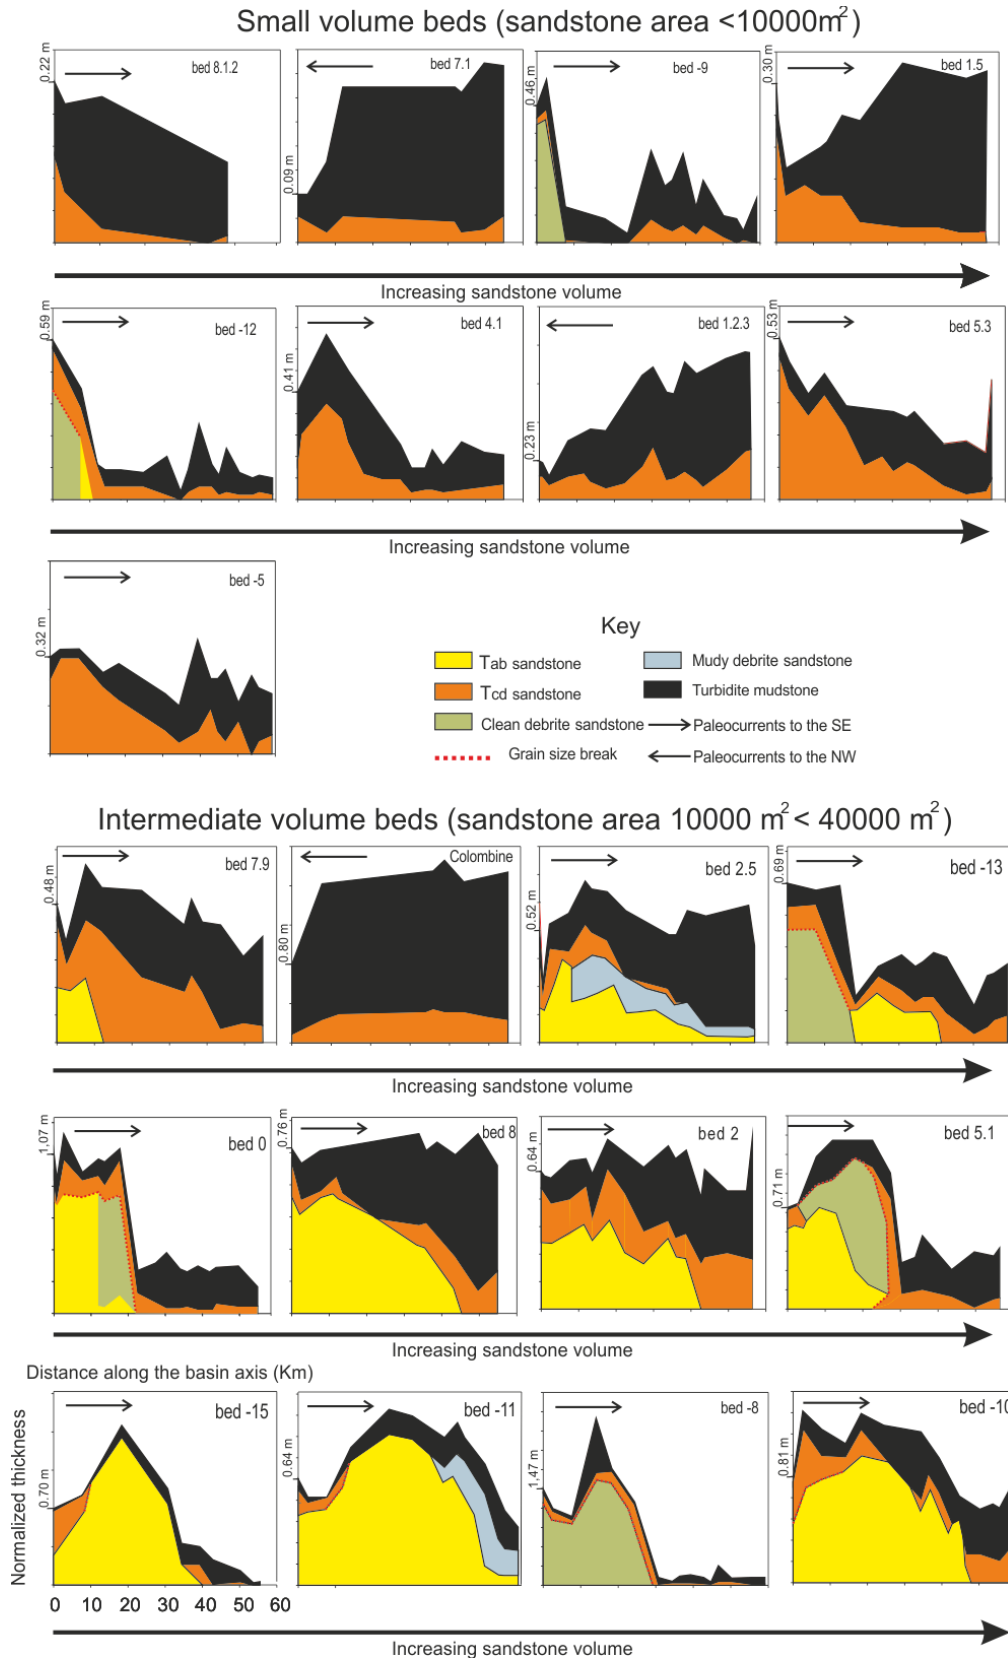 Small volume beds (sandstone area <10000m²)
0.22 m
bed 8.1.2
0.09 m
bed 7.1
0.46 m
bed -9
0.30 m
bed 1.5
Increasing sandstone volume
0.59 m
bed -12
0.41 m
bed 4.1
0.23 m
bed 1.2.3
0.53 m
bed 5.3
Increasing sandstone volume
0.32 m
bed -5
Key
Tab sandstone
Mudy debrite sandstone
Tcd sandstone
Turbidite mudstone
Clean debrite sandstone
Paleocurrents to the SE
Grain size break
Paleocurrents to the NW
Intermediate volume beds (sandstone area 10000 m² < 40000 m²)
0.48 m
bed 7.9
0.80 m
Colombine
0.52 m
bed 2.5
0.69 m
bed -13
Increasing sandstone volume
1,07 m
bed 0
0.76 m
bed 8
0.64 m
bed 2
0.71 m
bed 5.1
Increasing sandstone volume
Distance along the basin axis (Km)
Normalized thickness
0.70 m
bed -15
0.64 m
bed -11
1.47 m
bed -8
0.81 m
bed -10
0 10 20 30 40 50 60
Increasing sandstone volume